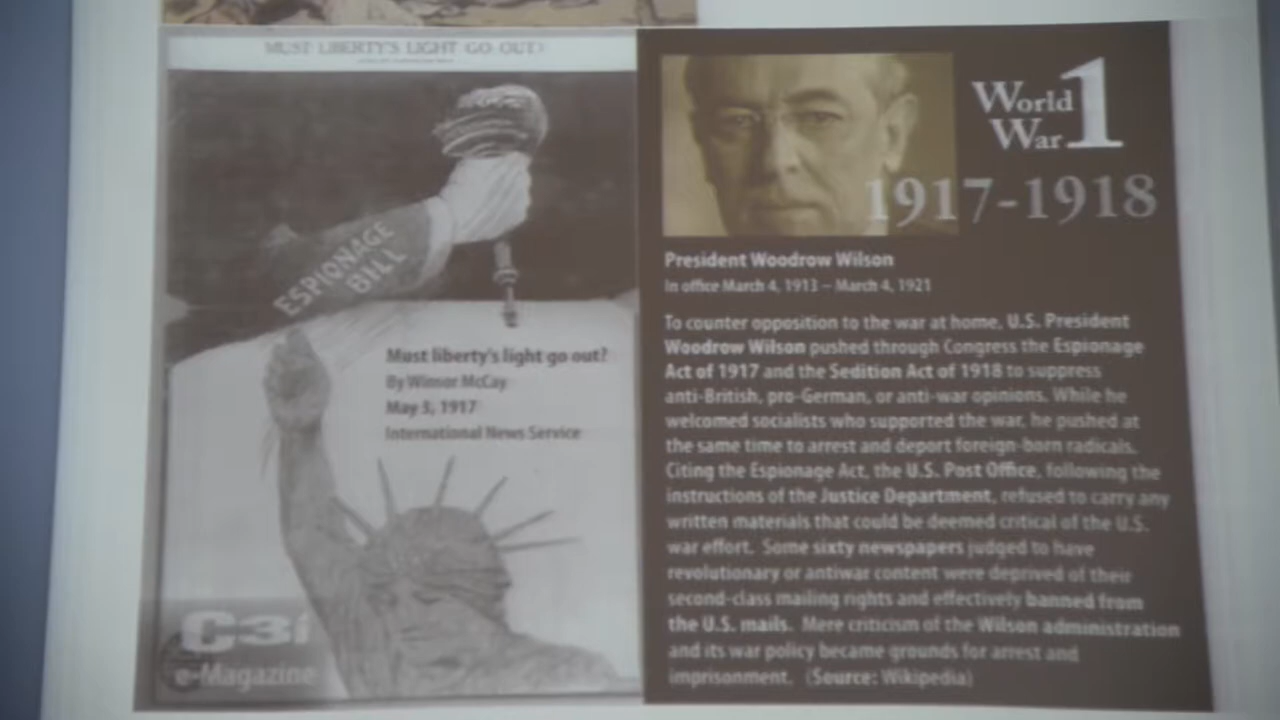 MUST LIBERTY'S LIGHT GO OUT?
ESPIONAGE
BILL
Must liberty's light go out?
By Winsor McCay
May 3, 1917
International News Service
C3i
e-Magazine
World
War 1
1917-1918
President Woodrow Wilson
In office March 4, 1913 – March 4, 1921
To counter opposition to the war at home, U.S. President
Woodrow Wilson pushed through Congress the Espionage
Act of 1917 and the Sedition Act of 1918 to suppress
anti-British, pro-German, or anti-war opinions. While he
welcomed socialists who supported the war, he pushed at
the same time to arrest and deport foreign-born radicals.
Citing the Espionage Act, the U.S. Post Office, following the
instructions of the Justice Department, refused to carry any
written materials that could be deemed critical of the U.S.
war effort. Some sixty newspapers judged to have
revolutionary or antiwar content were deprived of their
second-class mailing rights and effectively banned from
the U.S. mails. Mere criticism of the Wilson administration
and its war policy became grounds for arrest and
imprisonment. (Source: Wikipedia)